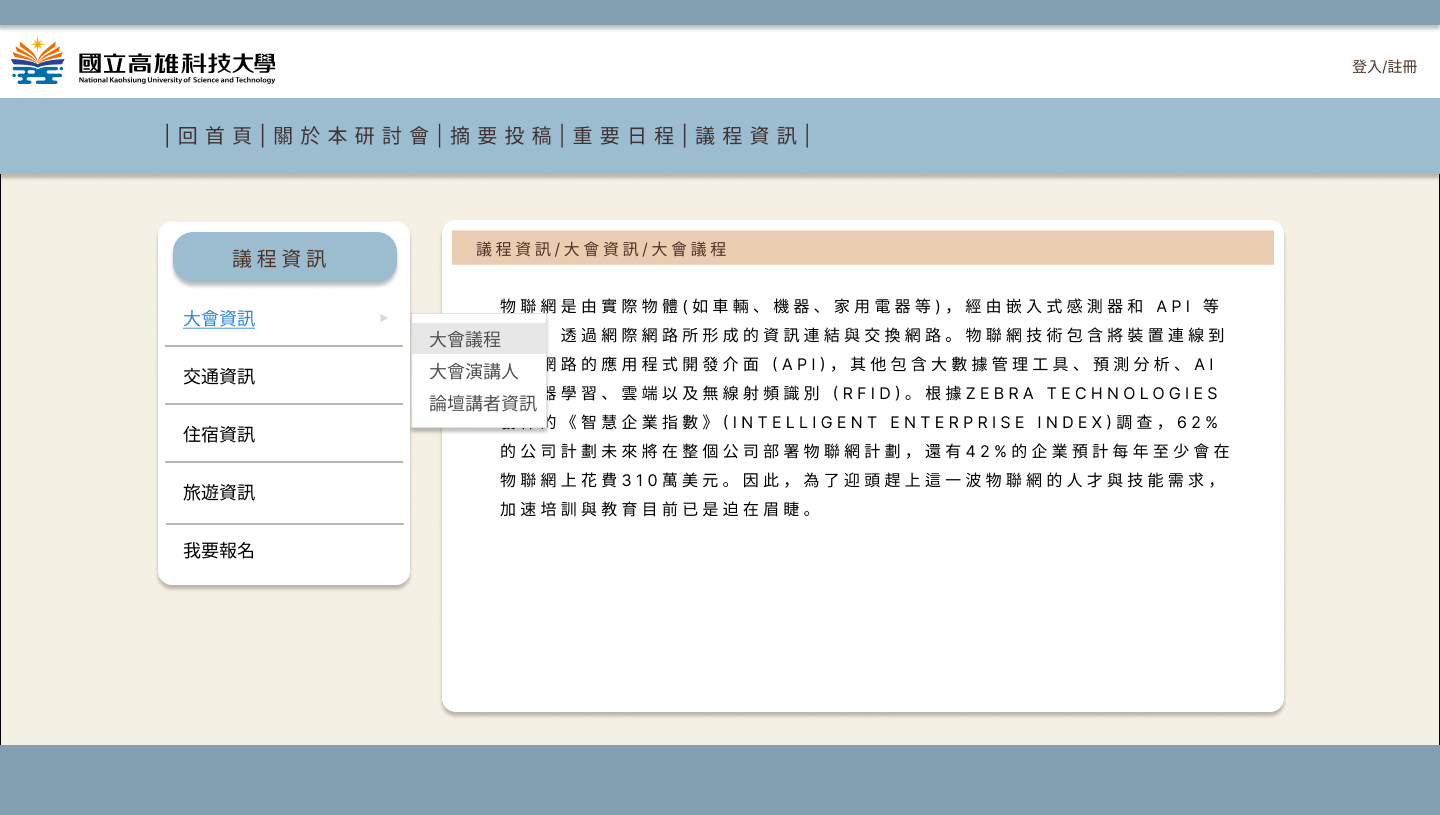 國立高雄科技大學
National Kaohsiung University of Science and Technology
登入/註冊
|回首頁|關於本研討會|摘要投稿|重要日程|議程資訊|
議程資訊
大會資訊
交通資訊
住宿資訊
旅遊資訊
我要報名
大會議程
大會演講人
論壇講者資訊
議程資訊/大會資訊/大會議程
物聯網是由實際物體(如車輛、機器、家用電器等)，經由嵌入式感測器和 API 等
透過網際網路所形成的資訊連結與交換網路。物聯網技術包含將裝置連線到
網路的應用程式開發介面 (API)，其他包含大數據管理工具、預測分析、AI
器學習、雲端以及無線射頻識別 (RFID)。根據ZEBRA TECHNOLOGIES
的《智慧企業指數》(INTELLIGENT ENTERPRISE INDEX)調查，62%
的公司計劃未來將在整個公司部署物聯網計劃，還有42%的企業預計每年至少會在
物聯網上花費310萬美元。因此，為了迎頭趕上這一波物聯網的人才與技能需求，
加速培訓與教育目前已是迫在眉睫。